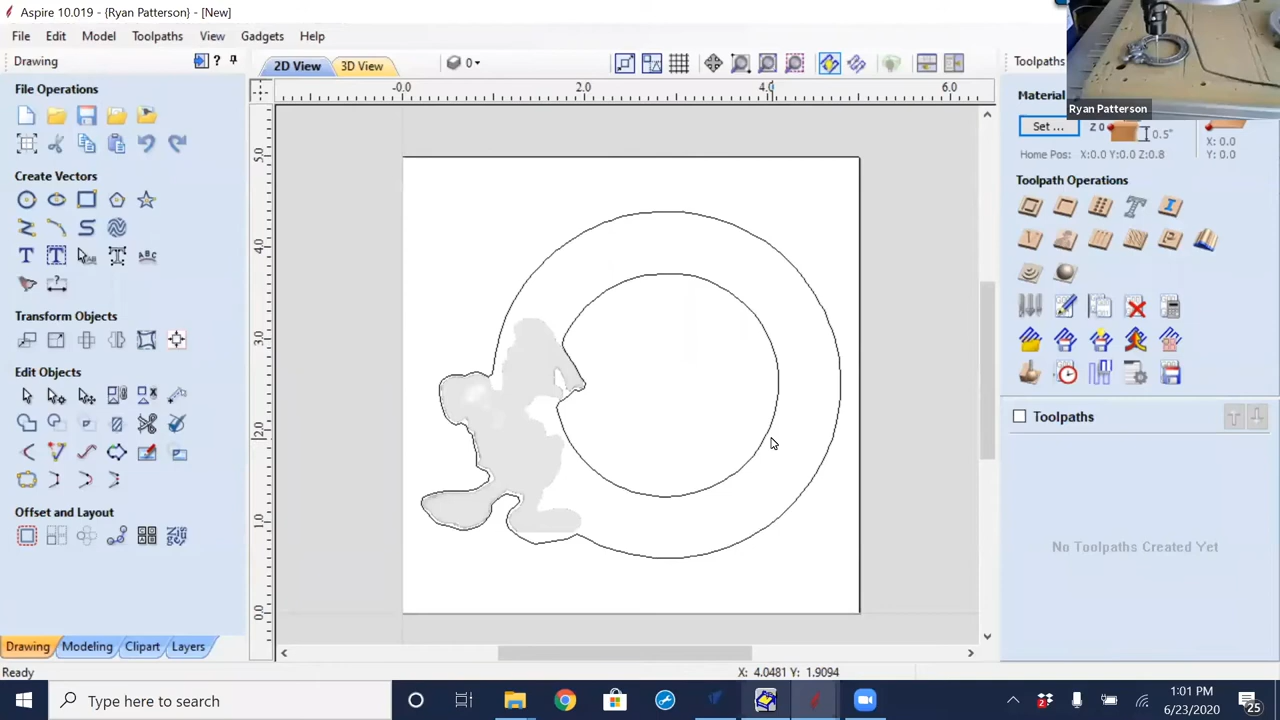 Aspire 10.019 - {Ryan Patterson} - [New]
File Edit Model Toolpaths View Gadgets Help
Drawing
2D View
3D View
0
Toolpaths
Ryan Patterson
File Operations
Create Vectors
Transform Objects
Edit Objects
Offset and Layout
-0.0 2.0 4.0 6.0
5.0
4.0
3.0
2.0
1.0
0.0
Material
Set ...
Z 0
0.5"
X: 0.0
Y: 0.0
Home Pos: X:0.0 Y:0.0 Z:0.8
Toolpath Operations
Toolpaths
No Toolpaths Created Yet
Drawing Modeling Clipart Layers
Ready
X: 4.0481 Y: 1.9094
Type here to search
1:01 PM
6/23/2020
25